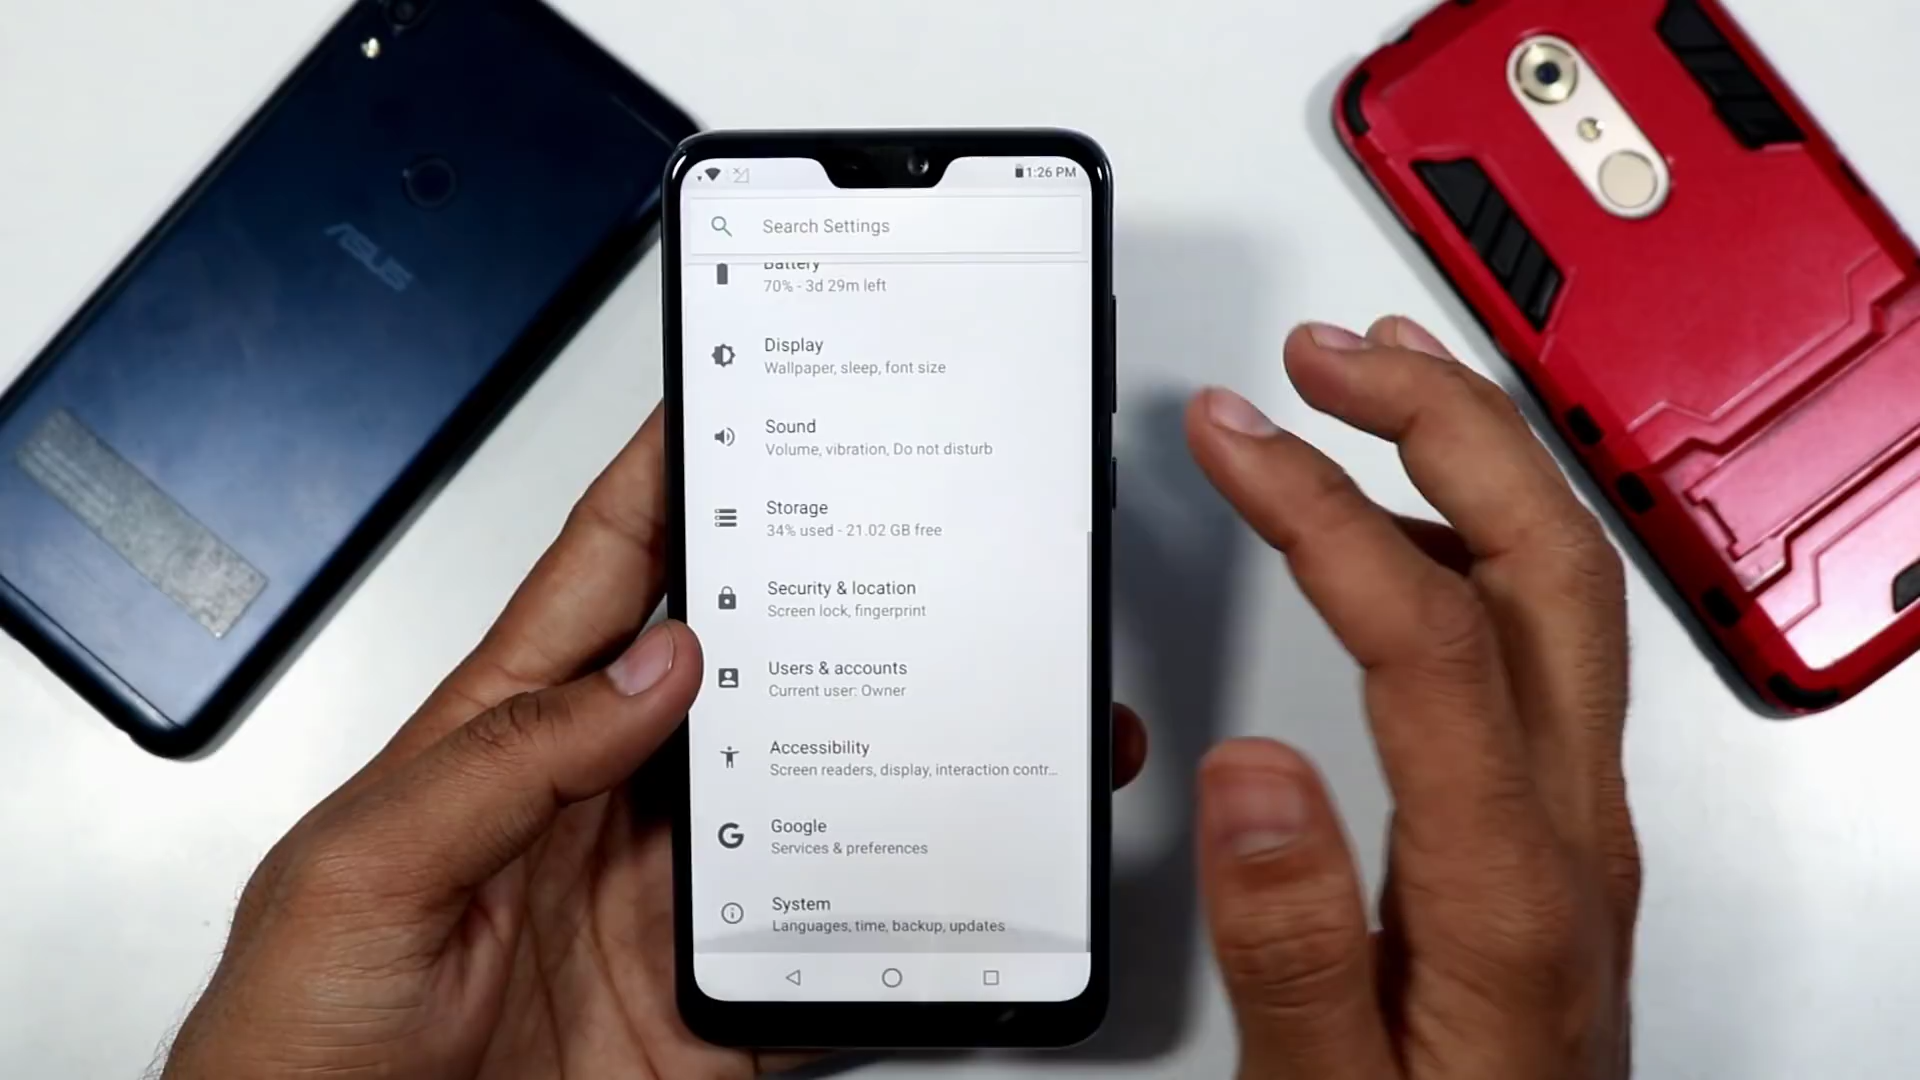 ASUS
1:26 PM
Search Settings
Battery
70% - 3d 29m left
Display
Wallpaper, sleep, font size
Sound
Volume, vibration, Do not disturb
Storage
34% used - 21.02 GB free
Security & location
Screen lock, fingerprint
Users & accounts
Current user: Owner
Accessibility
Screen readers, display, interaction contr...
Google
Services & preferences
System
Languages, time, backup, updates